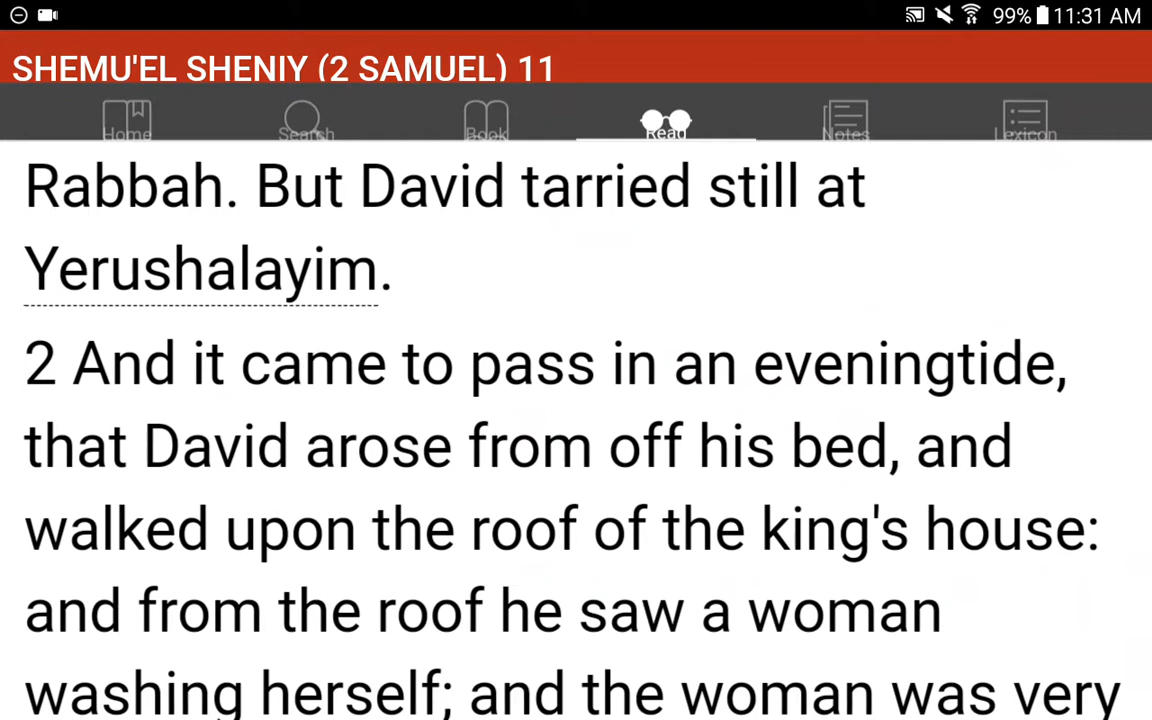 99% 11:31 AM
SHEMU'EL SHENIY (2 SAMUEL) 11
Home Search Book Read Notes Lexicon
Rabbah. But David tarried still at
Yerushalayim.
2 And it came to pass in an eveningtide,
that David arose from off his bed, and
walked upon the roof of the king's house:
and from the roof he saw a woman
washing herself; and the woman was very